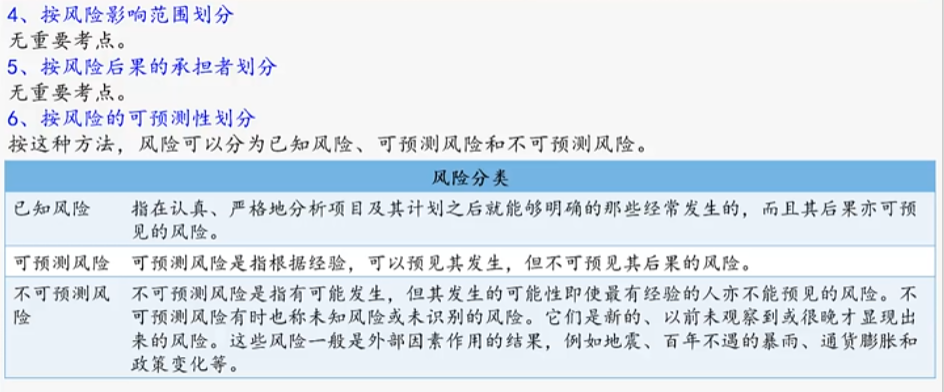 4、按风险影响范围划分
无重要考点。
5、按风险后果的承担者划分
无重要考点。
6、按风险的可预测性划分
按这种方法，风险可以分为已知风险、可预测风险和不可预测风险。
风险分类
已知风险 指在认真、严格地分析项目及其计划之后就能够明确的那些经常发生的，而且其后果亦可预
见的风险。
可预测风险 可预测风险是指根据经验，可以预见其发生，但不可预见其后果的风险。
不可预测风 不可预测风险是指有可能发生，但其发生的可能性即使最有经验的人亦不能预见的风险。不
险 可预测风险有时也称未知风险或未识别的风险。它们是新的、以前未观察到或很晚才显现出
来的风险。这些风险一般是外部因素作用的结果，例如地震、百年不遇的暴雨、通货膨胀和
政策变化等。